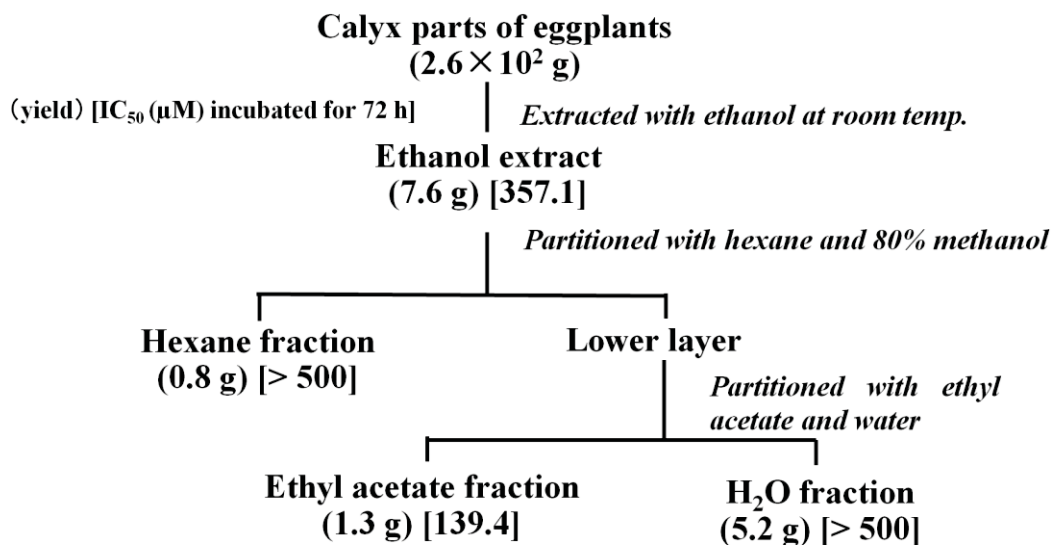 Calyx parts of eggplants
(2.6×10² g)
(yield) [IC₅₀ (μM) incubated for 72 h]
Extracted with ethanol at room temp.
Ethanol extract
(7.6 g) [357.1]
Partitioned with hexane and 80% methanol
Hexane fraction
(0.8 g) [> 500]
Lower layer
Partitioned with ethyl
acetate and water
Ethyl acetate fraction
(1.3 g) [139.4]
H₂O fraction
(5.2 g) [> 500]